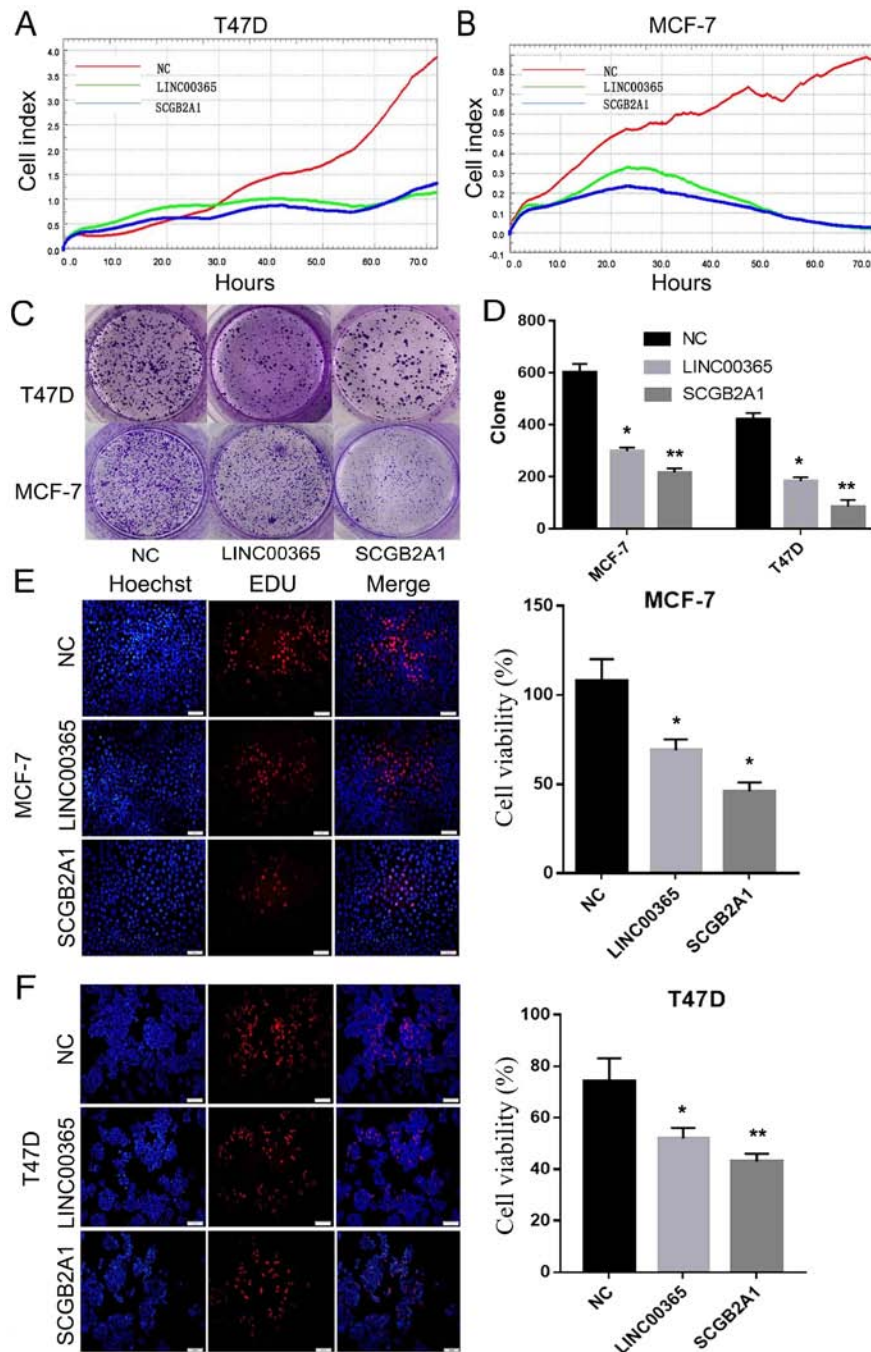 A
T47D
Cell index
4.0
3.5
3.0
2.5
2.0
1.5
1.0
0.5
0.0
NC
LINC00365
SCGB2A1
0.0 10.0 20.0 30.0 40.0 50.0 60.0 70.0
Hours
B
MCF-7
Cell index
0.8
0.7
0.6
0.5
0.4
0.3
0.2
0.1
0.0
-0.1
NC
LINC00365
SCGB2A1
0.0 10.0 20.0 30.0 40.0 50.0 60.0 70.
Hours
C
T47D
MCF-7
NC LINC00365 SCGB2A1
D
Clone
800
600
400
200
0
NC
LINC00365
SCGB2A1
* ** * **
MCF-7 T47D
E
Hoechst EDU Merge
MCF-7
NC
LINC00365
SCGB2A1
MCF-7
Cell viability (%)
150
100
50
0
* *
NC LINC00365 SCGB2A1
F
T47D
NC
LINC00365
SCGB2A1
T47D
Cell viability (%)
100
80
60
40
20
0
* **
NC LINC00365 SCGB2A1